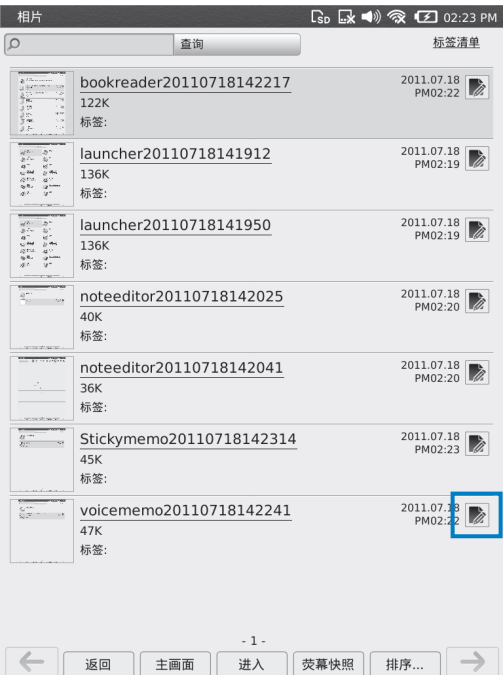 相片 02:23 PM
查询 标签清单
bookreader20110718142217 2011.07.18
122K PM02:22
标签:
launcher20110718141912 2011.07.18
136K PM02:19
标签:
launcher20110718141950 2011.07.18
136K PM02:19
标签:
noteeditor20110718142025 2011.07.18
40K PM02:20
标签:
noteeditor20110718142041 2011.07.18
36K PM02:20
标签:
Stickymemo20110718142314 2011.07.18
45K PM02:23
标签:
voicememo20110718142241 2011.07.18
47K PM02:22
标签:
- 1 -
返回 主画面 进入 荧幕快照 排序...